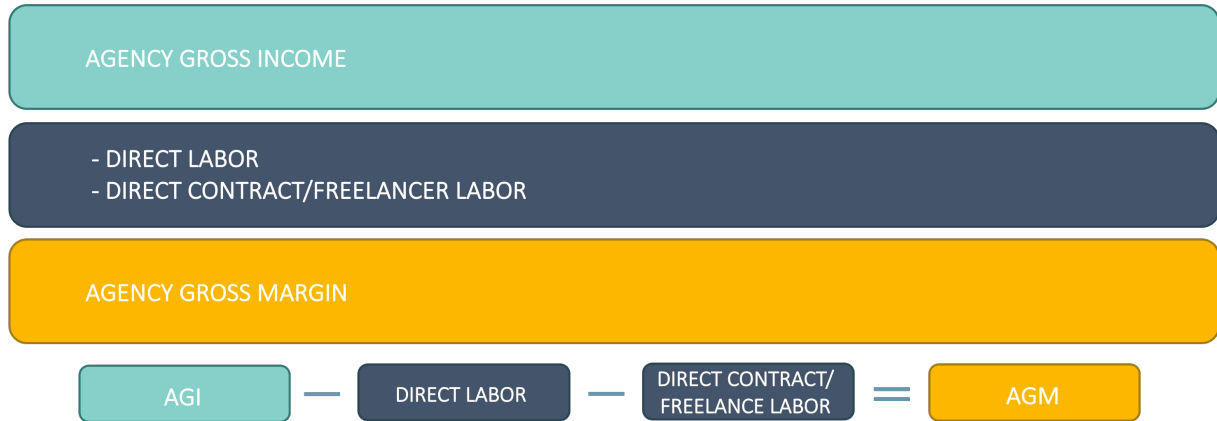 AGENCY GROSS INCOME
- DIRECT LABOR
- DIRECT CONTRACT/FREELANCER LABOR
AGENCY GROSS MARGIN
AGI — DIRECT LABOR — DIRECT CONTRACT/
FREELANCE LABOR = AGM